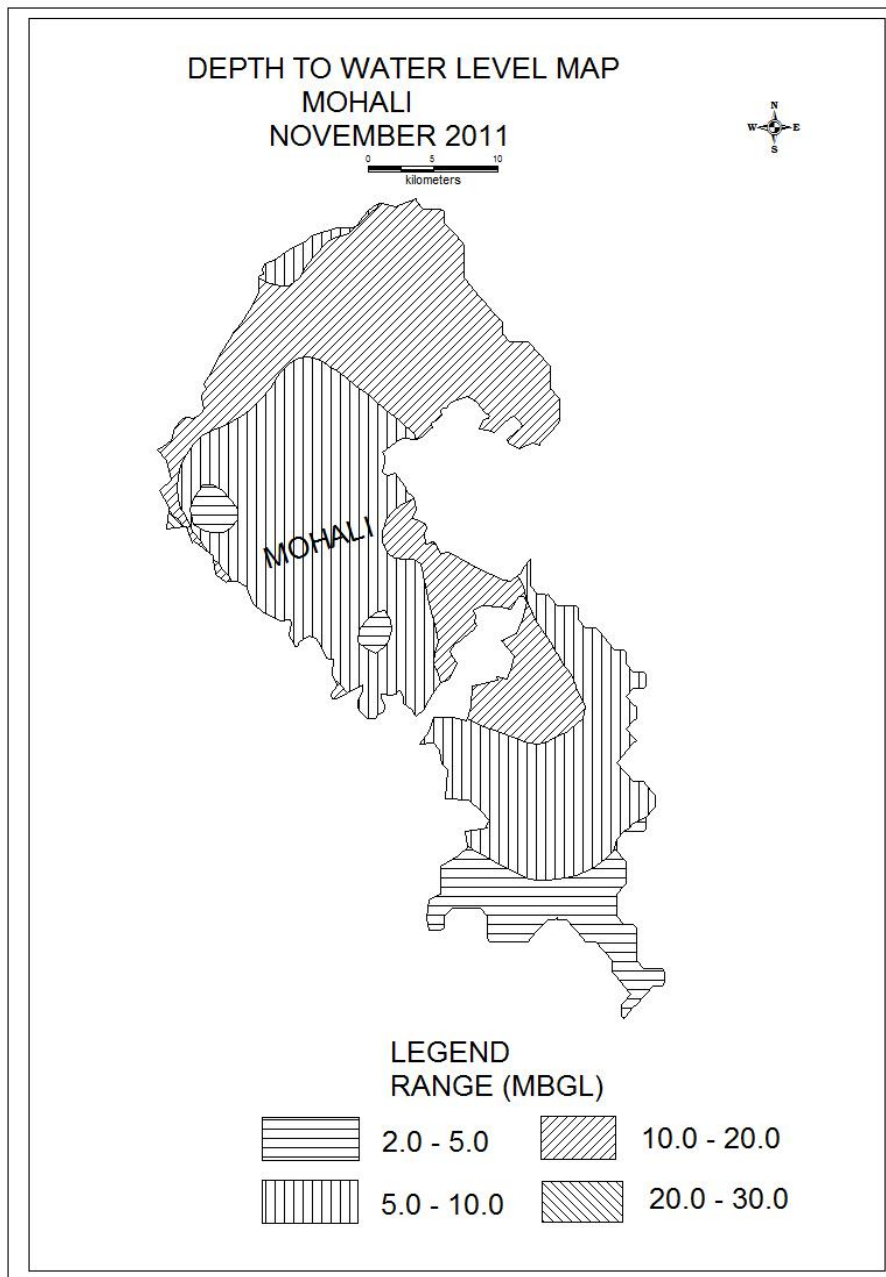 DEPTH TO WATER LEVEL MAP
MOHALI
NOVEMBER 2011
N
W E
S
0 5 10
kilometers
MOHALI
LEGEND
RANGE (MBGL)
2.0 - 5.0
10.0 - 20.0
5.0 - 10.0
20.0 - 30.0